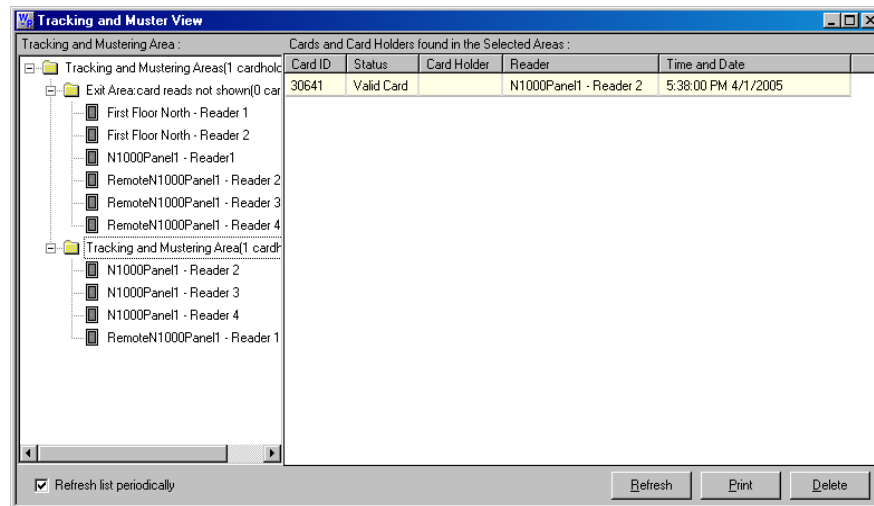 Tracking and Muster View
Tracking and Mustering Area :
Cards and Card Holders found in the Selected Areas :
Card ID Status Card Holder Reader Time and Date
30641 Valid Card N1000Panel1 - Reader 2 5:38:00 PM 4/1/2005
Tracking and Mustering Areas(1 cardholc
Exit Area:card reads not shown(0 car
First Floor North - Reader 1
First Floor North - Reader 2
N1000Panel1 - Reader1
RemoteN1000Panel1 - Reader 2
RemoteN1000Panel1 - Reader 3
RemoteN1000Panel1 - Reader 4
Tracking and Mustering Area(1 cardh
N1000Panel1 - Reader 2
N1000Panel1 - Reader 3
N1000Panel1 - Reader 4
RemoteN1000Panel1 - Reader 1
Refresh list periodically
Refresh Print Delete